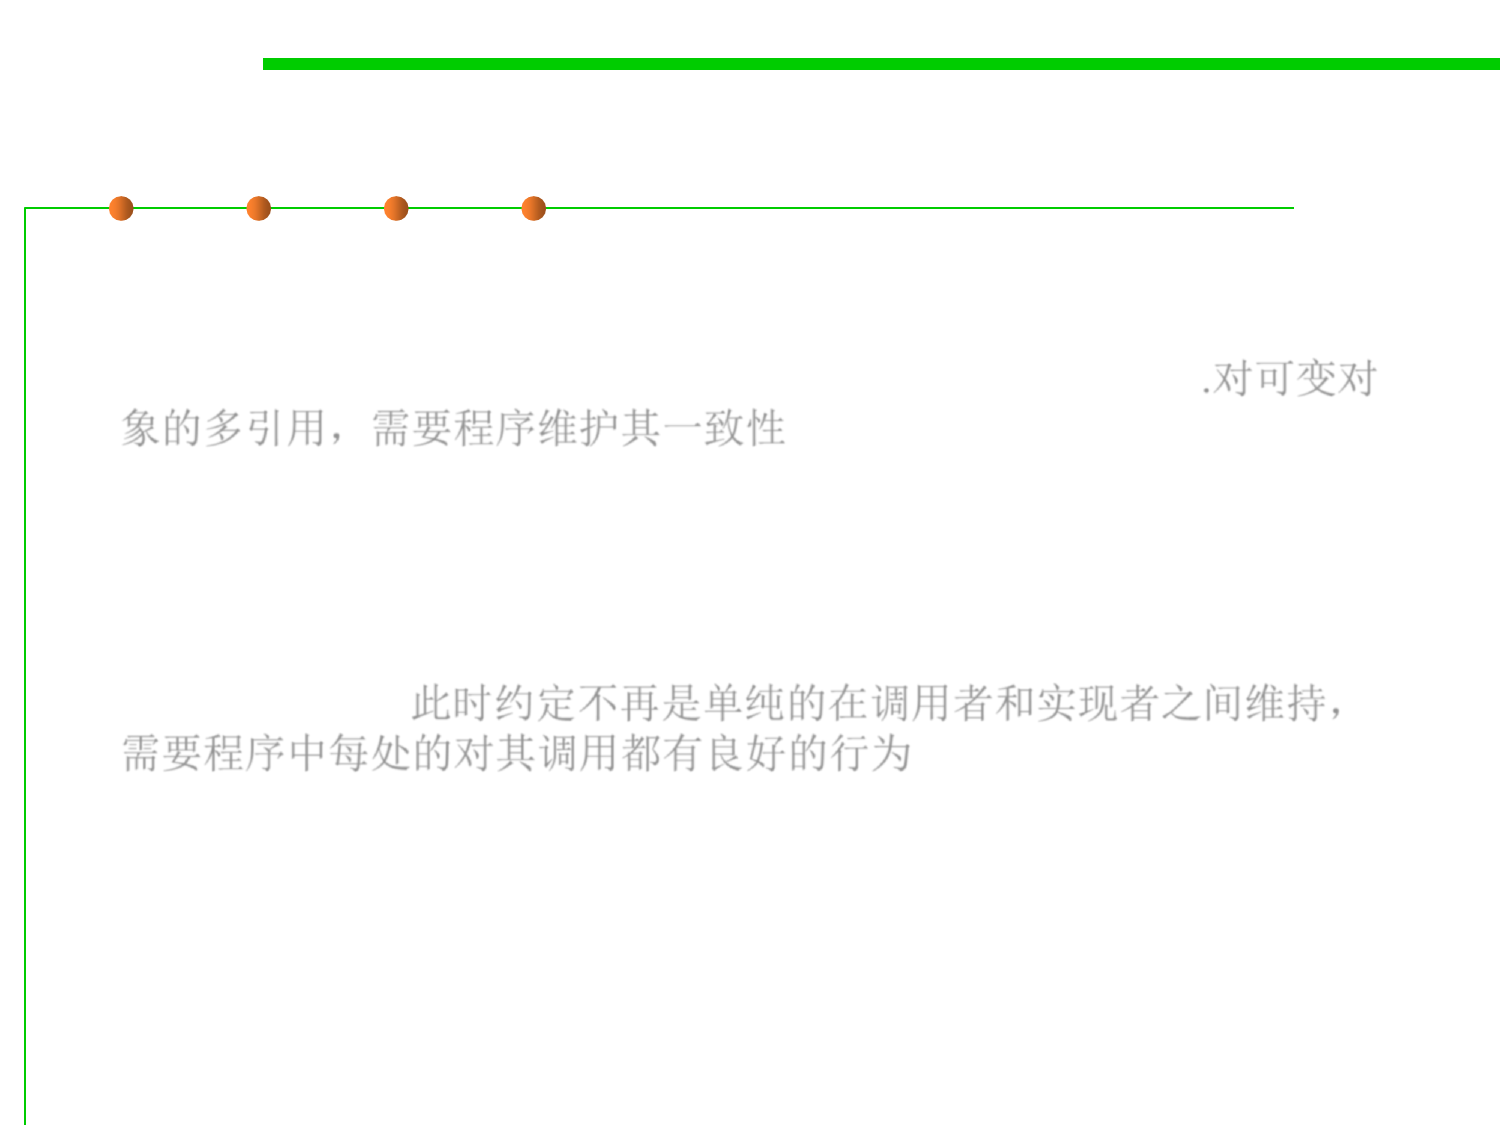 .对可变对
象的多引用，需要程序维护其一致性
此时约定不再是单纯的在调用者和实现者之间维持，
需要程序中每处的对其调用都有良好的行为